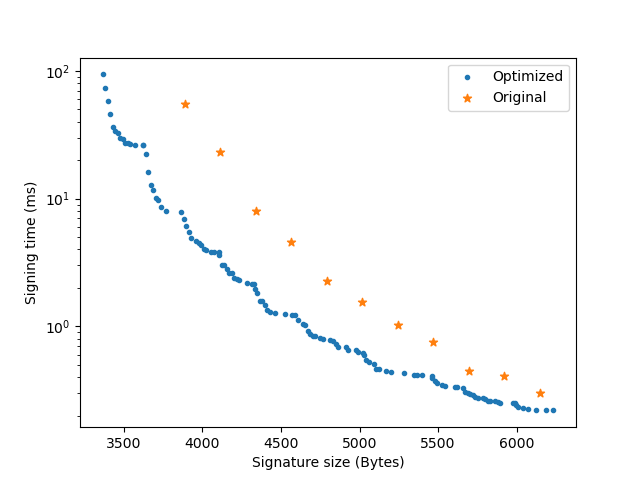 Optimized
Original
Signing time (ms)
10²
10¹
10⁰
3500 4000 4500 5000 5500 6000
Signature size (Bytes)